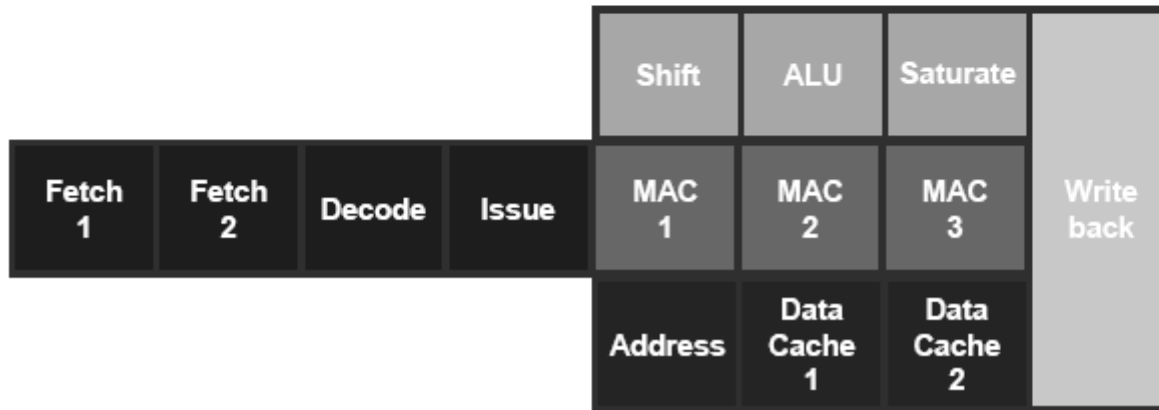 Shift
ALU
Saturate
Fetch
1
Fetch
2
Decode
Issue
MAC
1
MAC
2
MAC
3
Write
back
Address
Data
Cache
1
Data
Cache
2